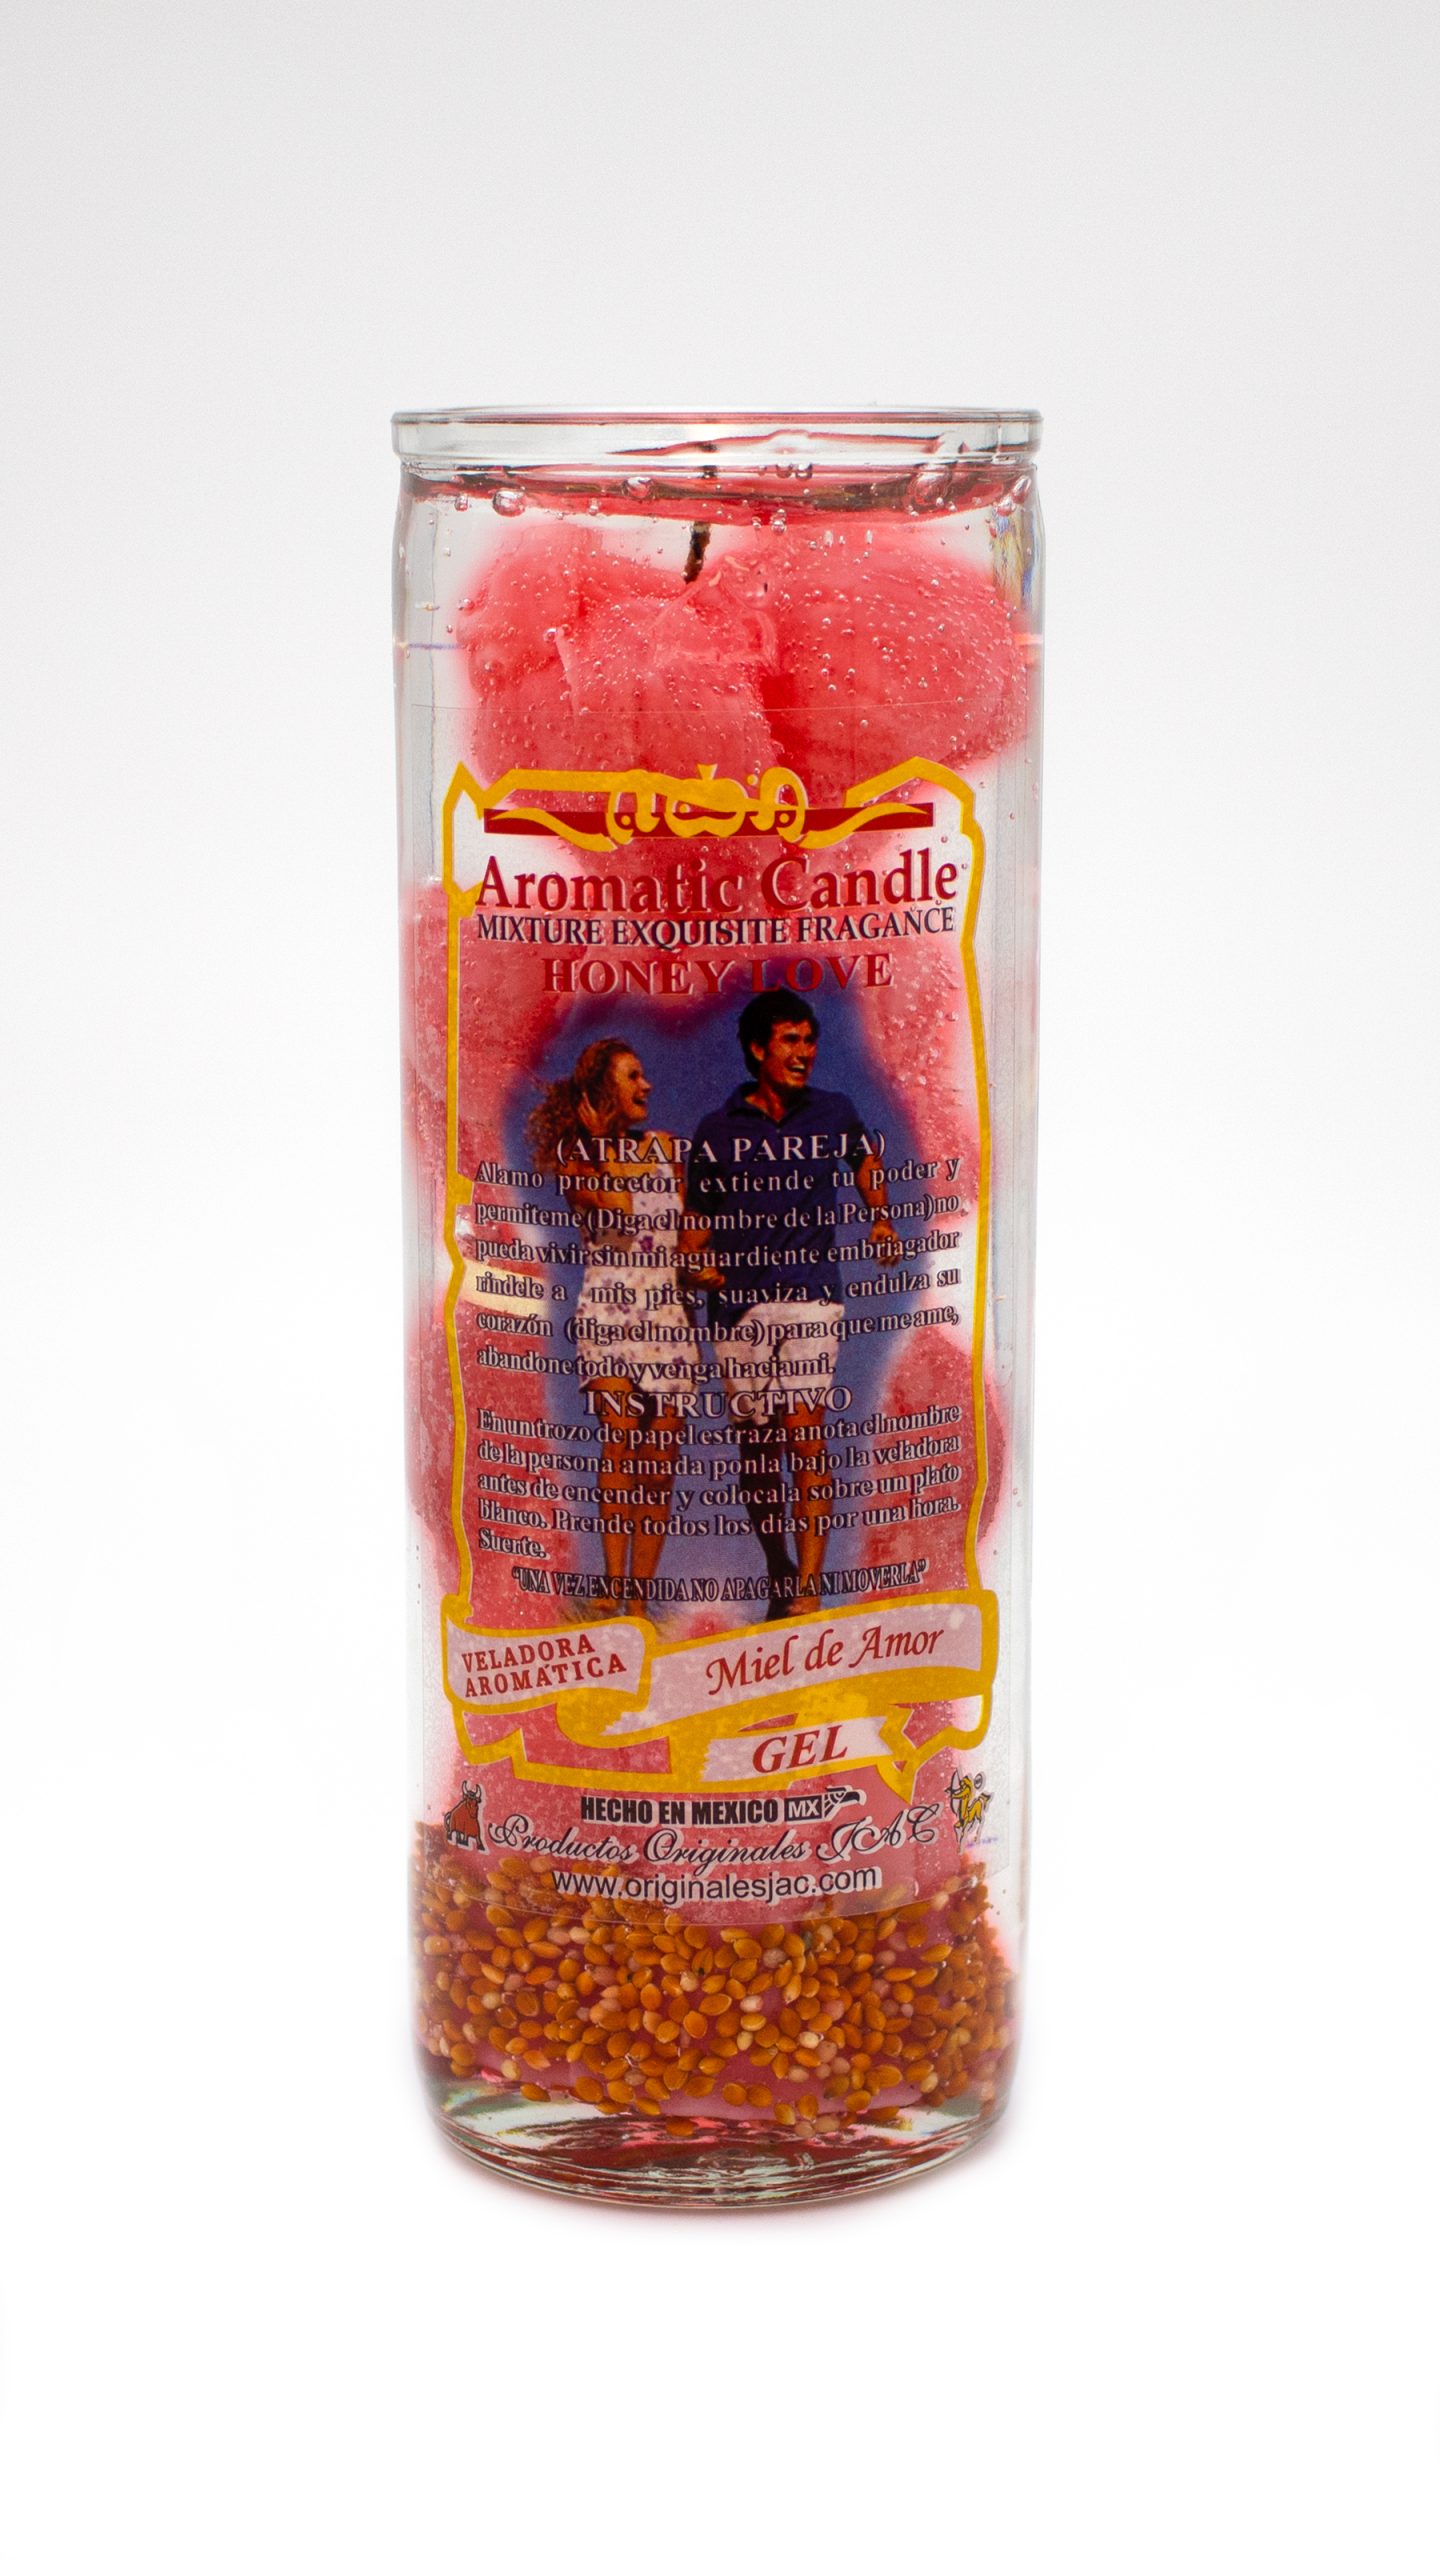 Aromatic Candle
MIXTURE EXQUISITE FRAGANCE
HONEY LOVE
(ATRAPA PAREJA)
Alamo protector extiende tu poder y
permiteme (Diga el nombre de la Persona) no
pueda vivir sin mi aguardiente embriagador
rindele a mis pies, suaviza y endulza su
corazón (diga el nombre) para que me ame,
abandone todo y venga hacia mi.
INSTRUCTIVO
En un trozo de papel estraza anota el nombre
de la persona amada ponla bajo la veladora
antes de encender y colocala sobre un plato
blanco. Prende todos los días por una hora.
Suerte.
"UNA VEZ ENCENDIDA NO APAGARLA NI MOVERLA"
VELADORA
AROMÁTICA
Miel de Amor
GEL
HECHO EN MEXICO MX
Productos Originales JAC
www.originalesjac.com